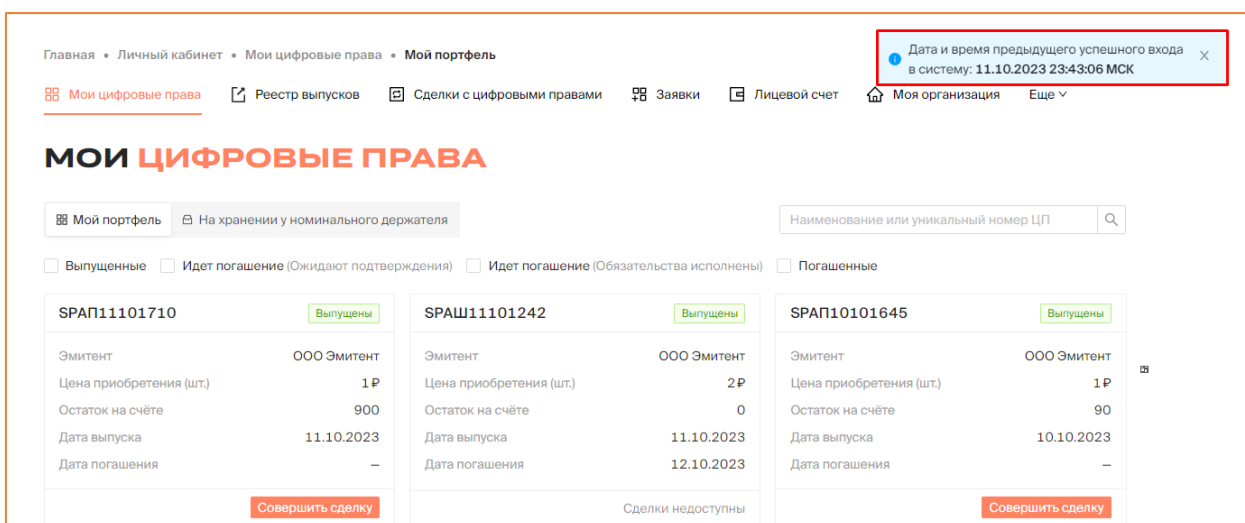 Главная • Личный кабинет • Мои цифровые права • Мой портфель
Дата и время предыдущего успешного входа
в систему: 11.10.2023 23:43:06 МСК
Мои цифровые права Реестр выпусков Сделки с цифровыми правами Заявки Лицевой счет Моя организация Еще
МОИ ЦИФРОВЫЕ ПРАВА
Мой портфель На хранении у номинального держателя Наименование или уникальный номер ЦП
Выпущенные Идет погашение (Ожидают подтверждения) Идет погашение (Обязательства исполнены) Погашенные
SPАП11101710 Выпущены SPАШ11101242 Выпущены SPАП10101645 Выпущены
Эмитент ООО Эмитент Эмитент ООО Эмитент Эмитент ООО Эмитент
Цена приобретения (шт.) 1 ₽ Цена приобретения (шт.) 2 ₽ Цена приобретения (шт.) 1 ₽
Остаток на счёте 900 Остаток на счёте 0 Остаток на счёте 90
Дата выпуска 11.10.2023 Дата выпуска 11.10.2023 Дата выпуска 10.10.2023
Дата погашения – Дата погашения 12.10.2023 Дата погашения –
Совершить сделку Сделки недоступны Совершить сделку